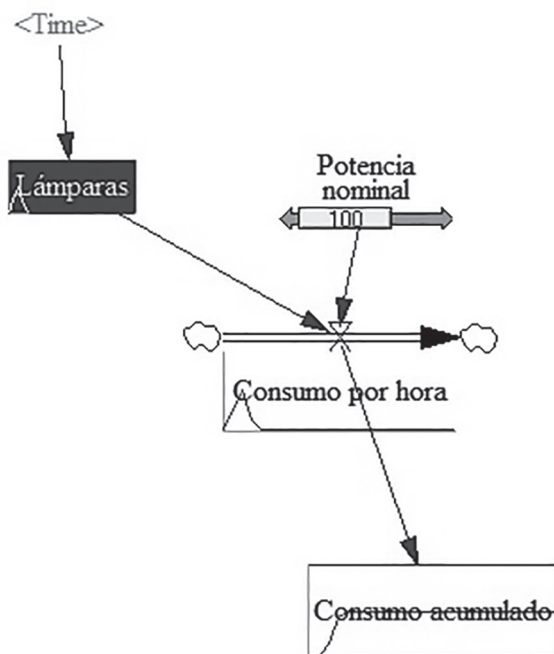 <Time>
Lámparas
Potencia
nominal
100
Consumo por hora
Consumo acumulado